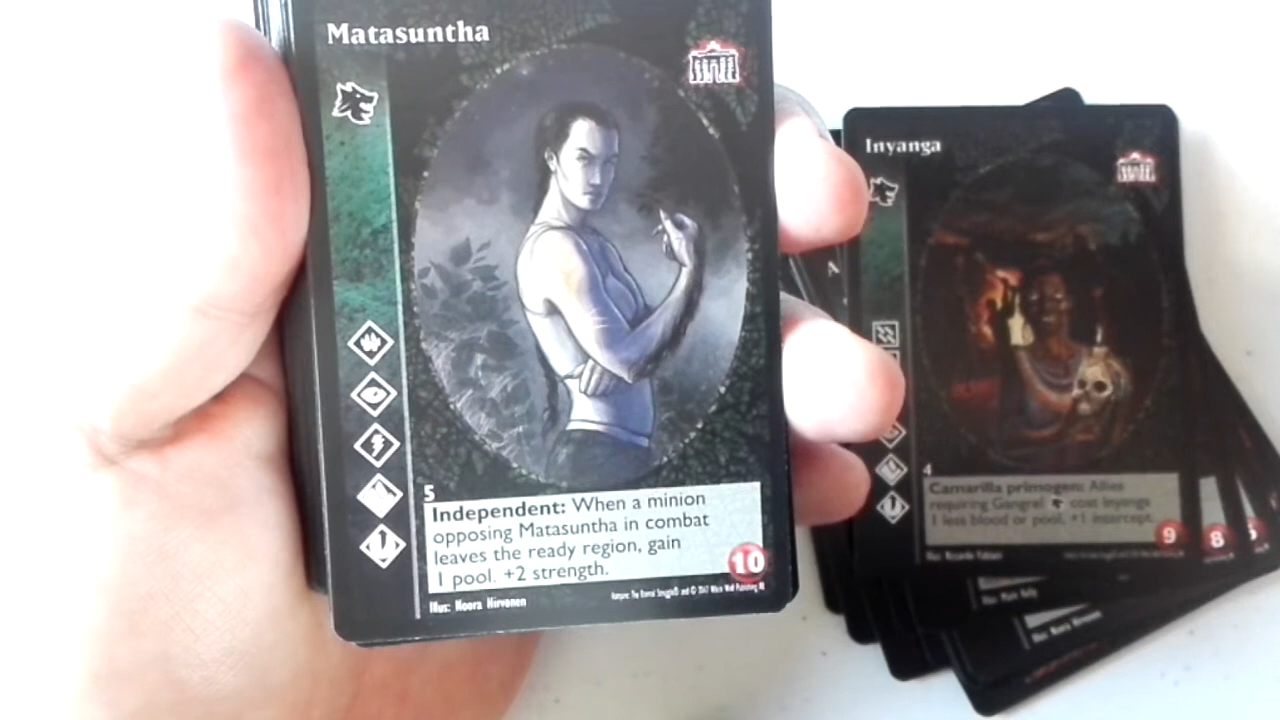 Matasuntha
5
Independent: When a minion
opposing Matasuntha in combat
leaves the ready region, gain
1 pool. +2 strength.
10
Illus: Noora Hirvonen
Inyanga
4
Camarilla primogen: Allies
requiring Gangrel cost Inyanga
1 less blood or pool. +1 intercept.
9
8